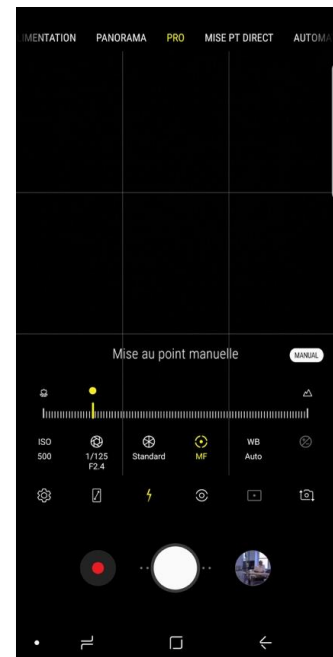 IMENTATION PANORAMA PRO MISE PT DIRECT AUTOMA
Mise au point manuelle MANUAL
ISO
500
1/125
F2.4
Standard
MF
WB
Auto